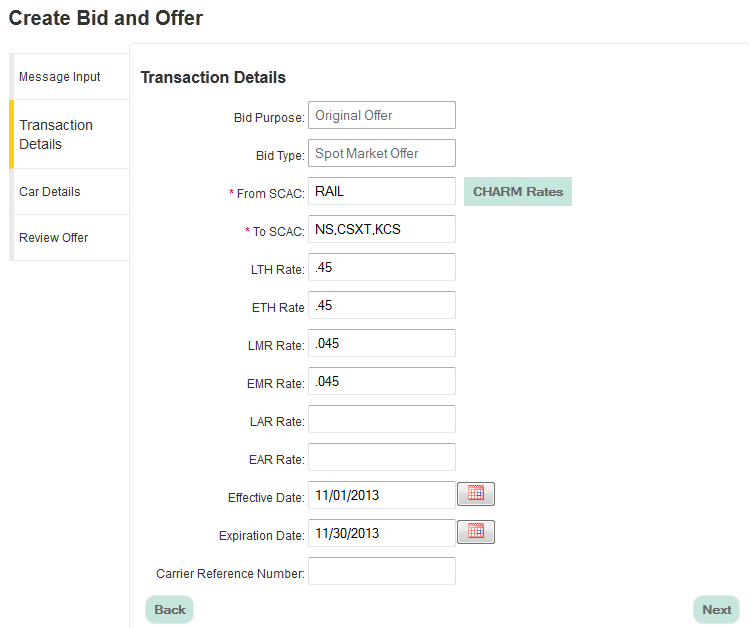 Create Bid and Offer
Message Input
Transaction
Details
Car Details
Review Offer
Transaction Details
Bid Purpose: Original Offer
Bid Type: Spot Market Offer
* From SCAC: RAIL CHARM Rates
* To SCAC: NS,CSXT,KCS
LTH Rate: .45
ETH Rate .45
LMR Rate: .045
EMR Rate: .045
LAR Rate:
EAR Rate:
Effective Date: 11/01/2013
Expiration Date: 11/30/2013
Carrier Reference Number:
Back Next